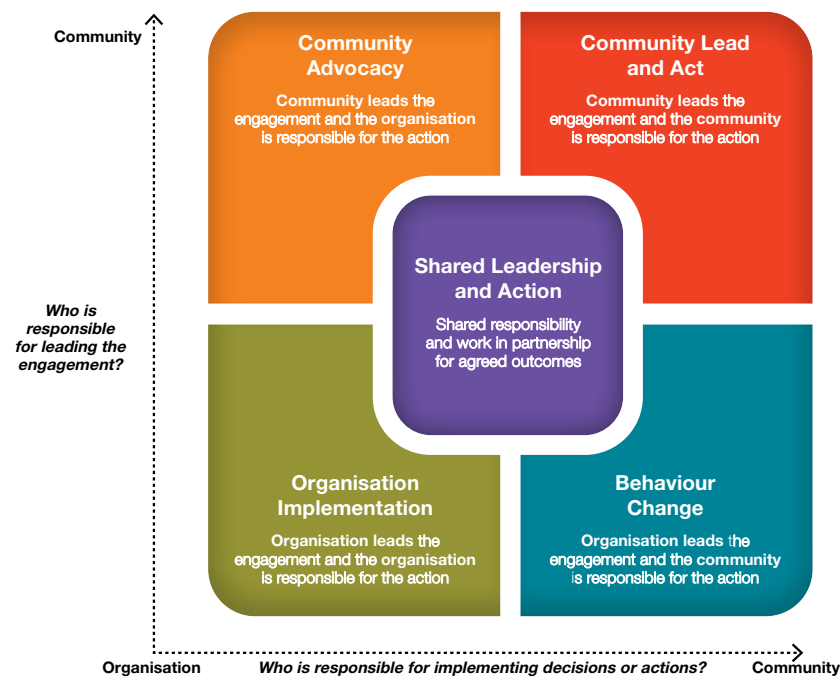 Community
Community
Advocacy
Community leads the
engagement and the organisation
is responsible for the action
Community Lead
and Act
Community leads the
engagement and the community
is responsible for the action
Who is
responsible
for leading the
engagement?
Shared Leadership
and Action
Shared responsibility
and work in partnership
for agreed outcomes
Organisation
Implementation
Organisation leads the
engagement and the organisation
is responsible for the action
Behaviour
Change
Organisation leads the
engagement and the community
is responsible for the action
Organisation
Who is responsible for implementing decisions or actions?
Community